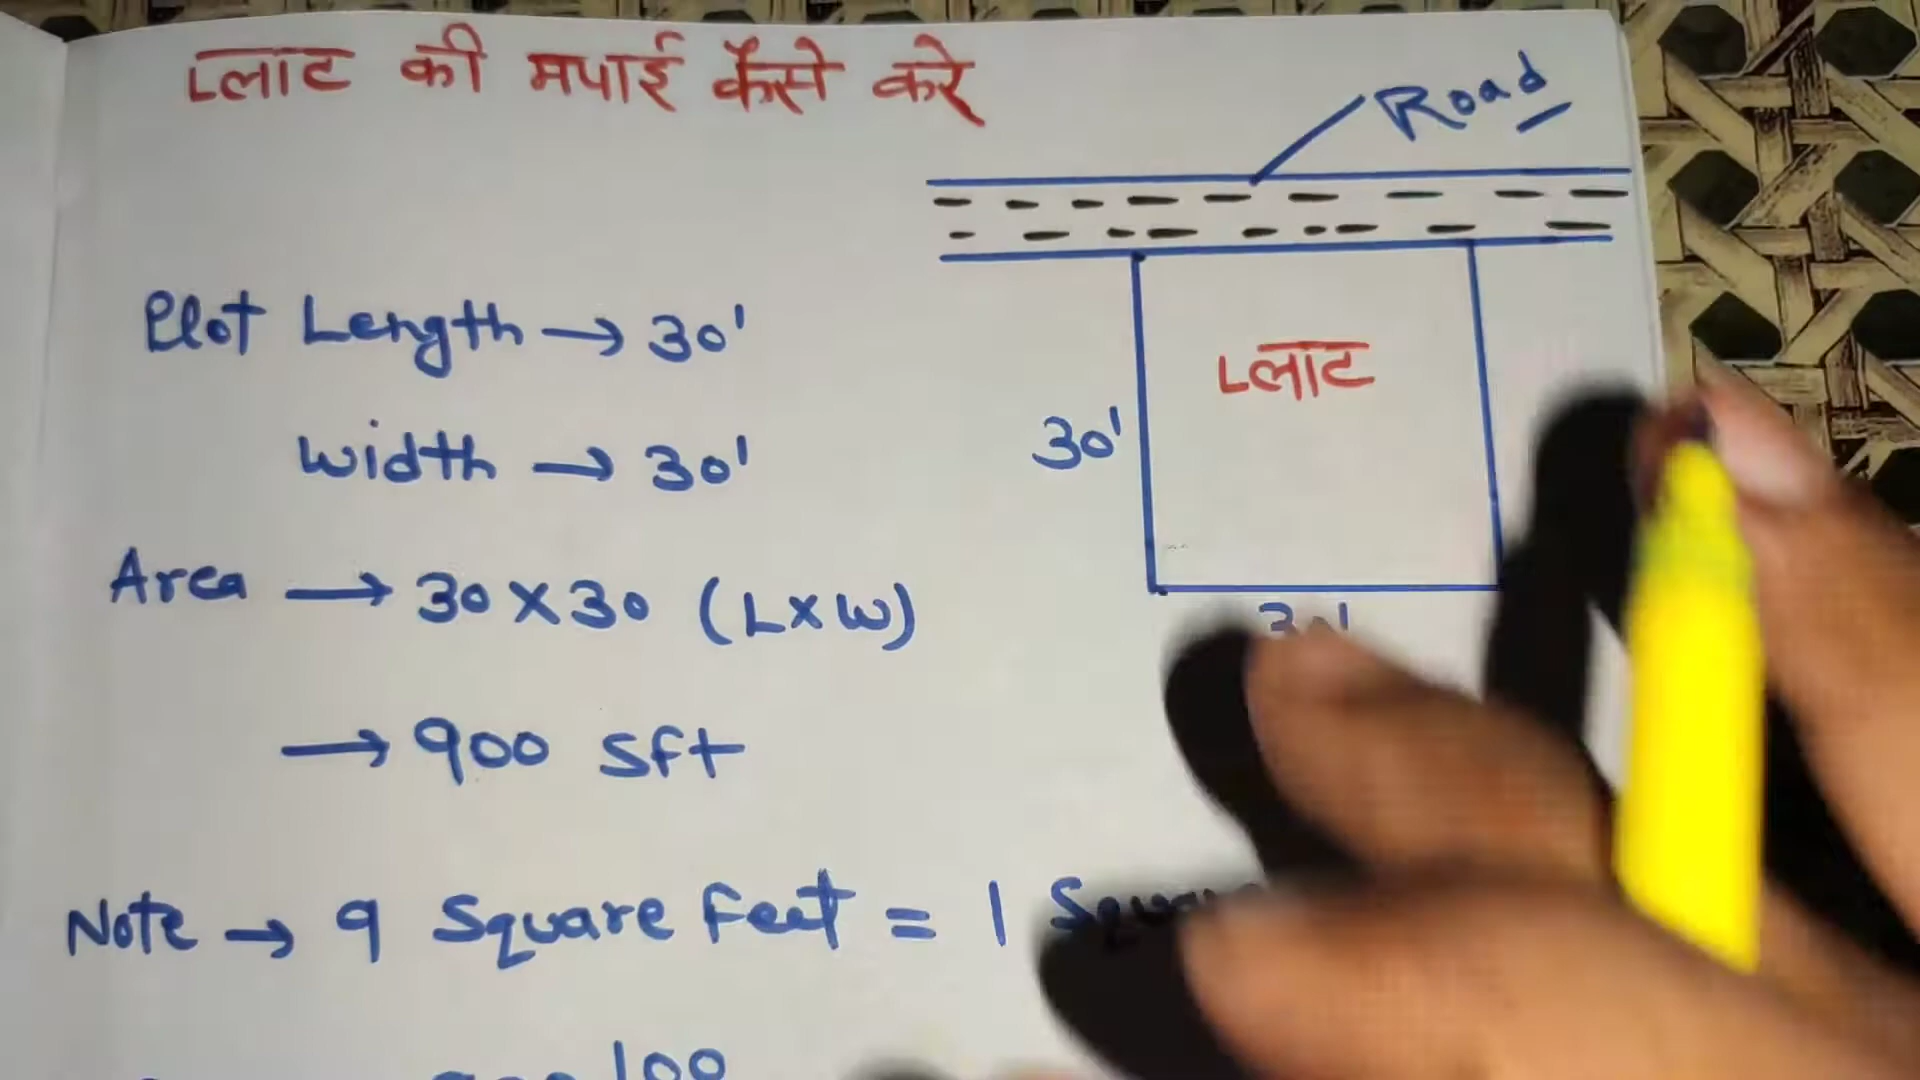 प्लाट की मपाई कैसे करे
Road
Plot Length → 30'
Width → 30'
Area → 30 x 30 (L x W)
→ 900 Sft
Note → 9 Square feet = 1
प्लाट
30'
30'